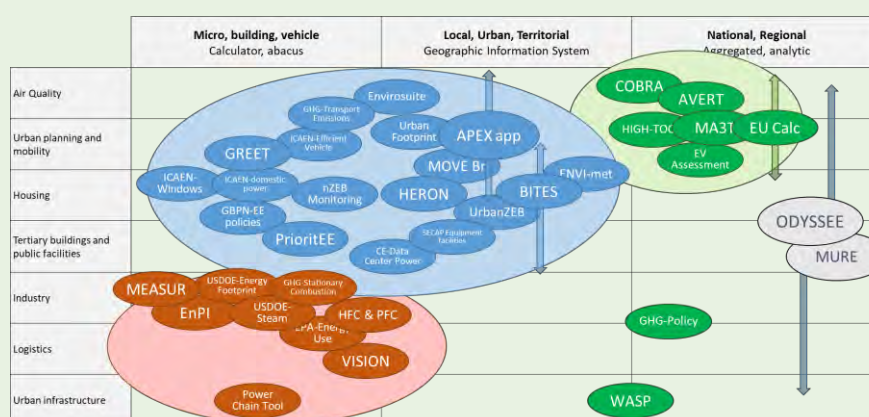 Micro, building, vehicle
Calculator, abacus
Local, Urban, Territorial
Geographic Information System
National, Regional
Aggregated, analytic
Air Quality
Envirosuite
GHG-Transport
Emissions
COBRA
AVERT
Urban planning and
mobility
ICAEN-Efficient
Vehicle
GREET
Urban
Footprint
APEX app
MOVE Br
HIGH-TOO
MA3T
EU Calc
EV
Assessment
Housing
ICAEN-
Windows
ICAEN-domestic
power
nZEB
Monitoring
GBPN-EE
policies
HERON
BITES
ENVI-met
UrbanZEB
ODYSSEE
Tertiary buildings and
public facilities
PrioritEE
SECAP Equipment
facilities
CE-Data
Center Power
MURE
Industry
MEASUR
USDOE-Energy
Footprint
GHG-Stationary
Combustion
EnPI
USDOE-
Steam
HFC & PFC
EPA-Energy
Use
GHG-Policy
Logistics
VISION
Urban infrastructure
Power
Chain Tool
WASP